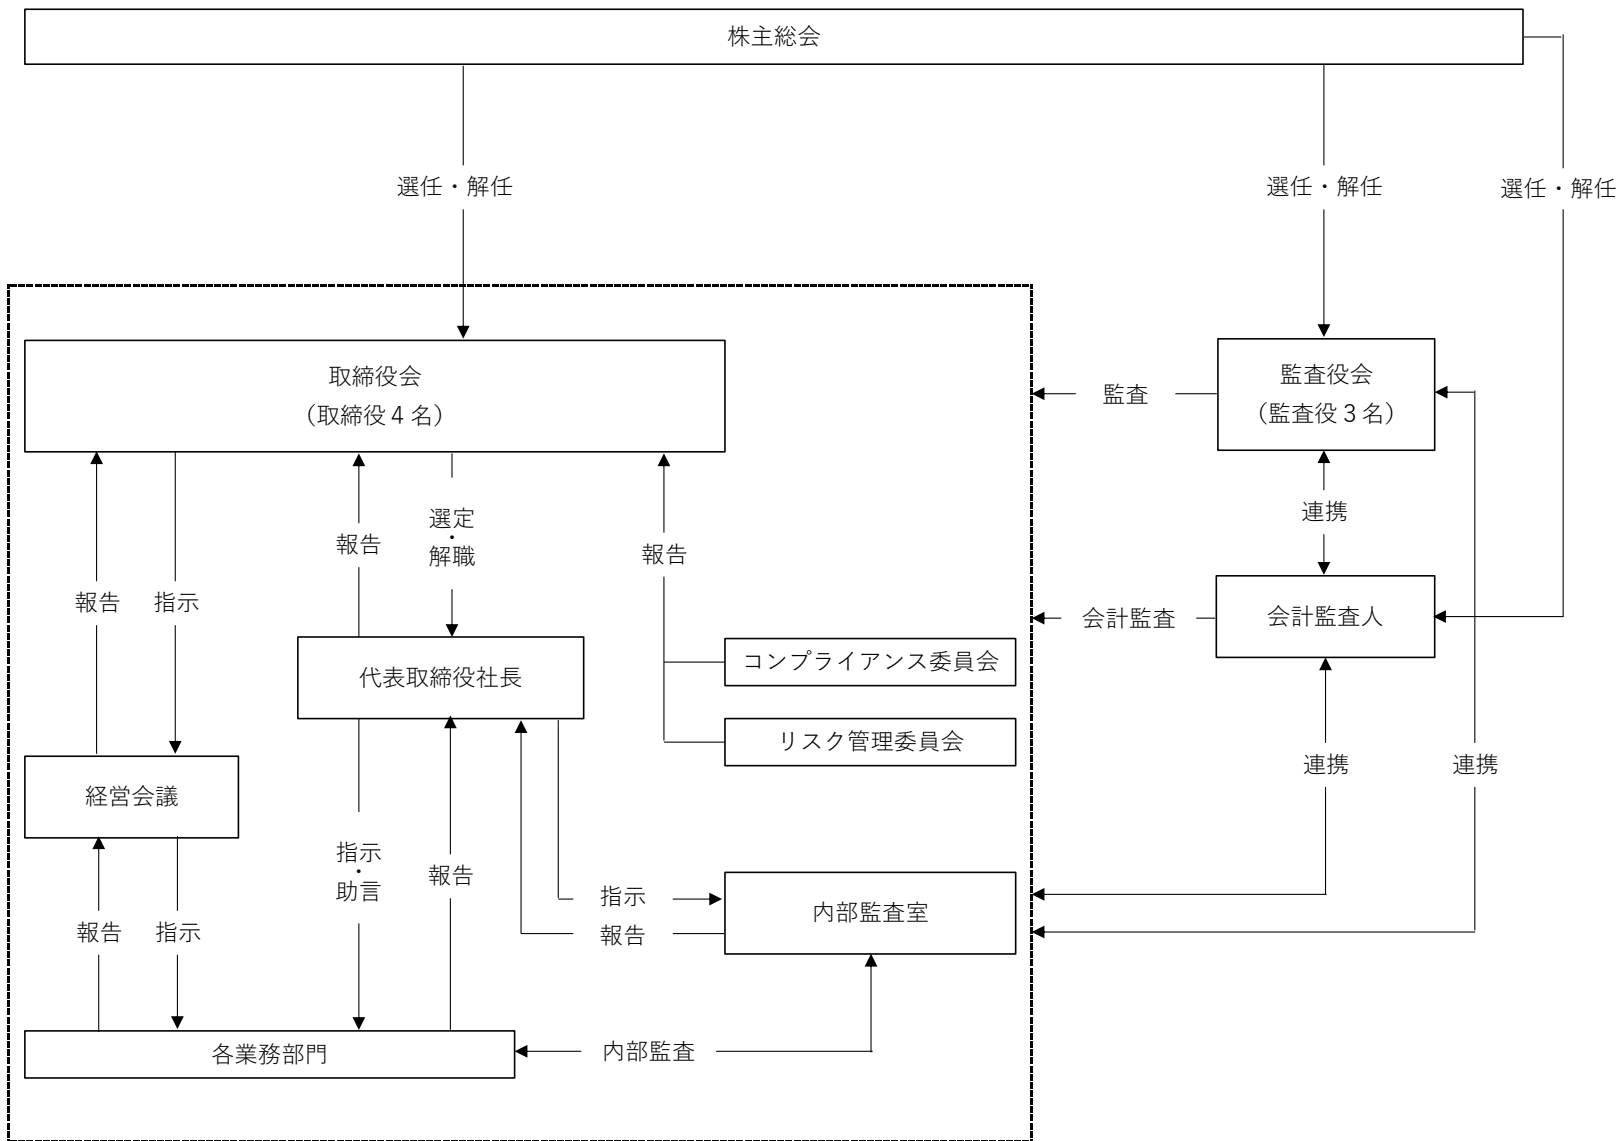 株主総会
選任・解任
選任・解任
選任・解任
取締役会
（取締役４名）
監査
監査役会
（監査役３名）
報告
指示
報告
選定
・
解職
報告
連携
会計監査
会計監査人
代表取締役社長
コンプライアンス委員会
リスク管理委員会
連携
連携
経営会議
報告
指示
指示
・
助言
報告
指示
報告
内部監査室
各業務部門
内部監査